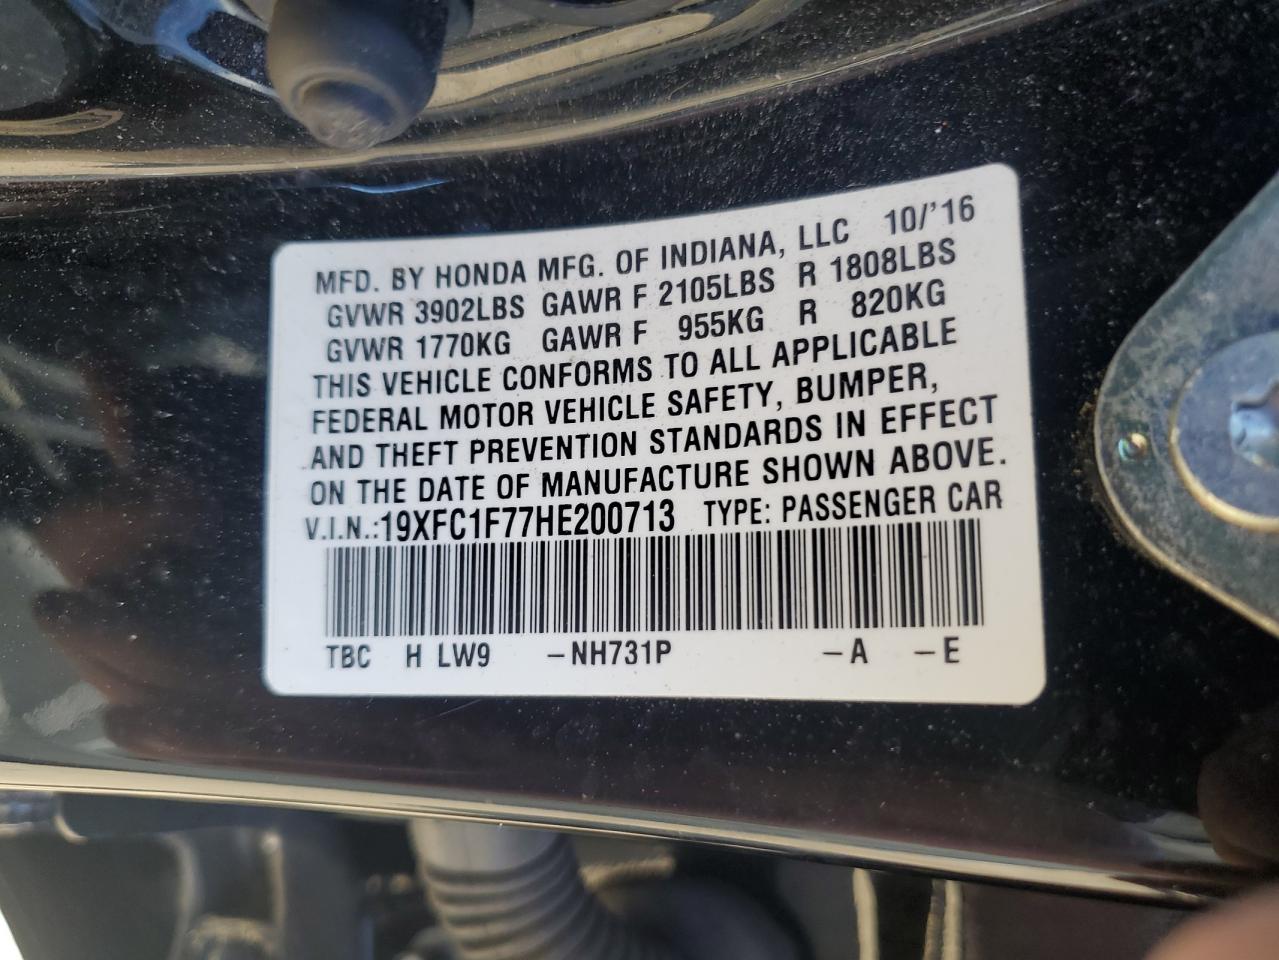 MFD. BY HONDA MFG. OF INDIANA, LLC 10/'16
GVWR 3902LBS GAWR F 2105LBS R 1808LBS
GVWR 1770KG GAWR F 955KG R 820KG
THIS VEHICLE CONFORMS TO ALL APPLICABLE
FEDERAL MOTOR VEHICLE SAFETY, BUMPER,
AND THEFT PREVENTION STANDARDS IN EFFECT
ON THE DATE OF MANUFACTURE SHOWN ABOVE.
V.I.N.:19XFC1F77HE200713 TYPE: PASSENGER CAR
TBC H LW9 -NH731P -A -E